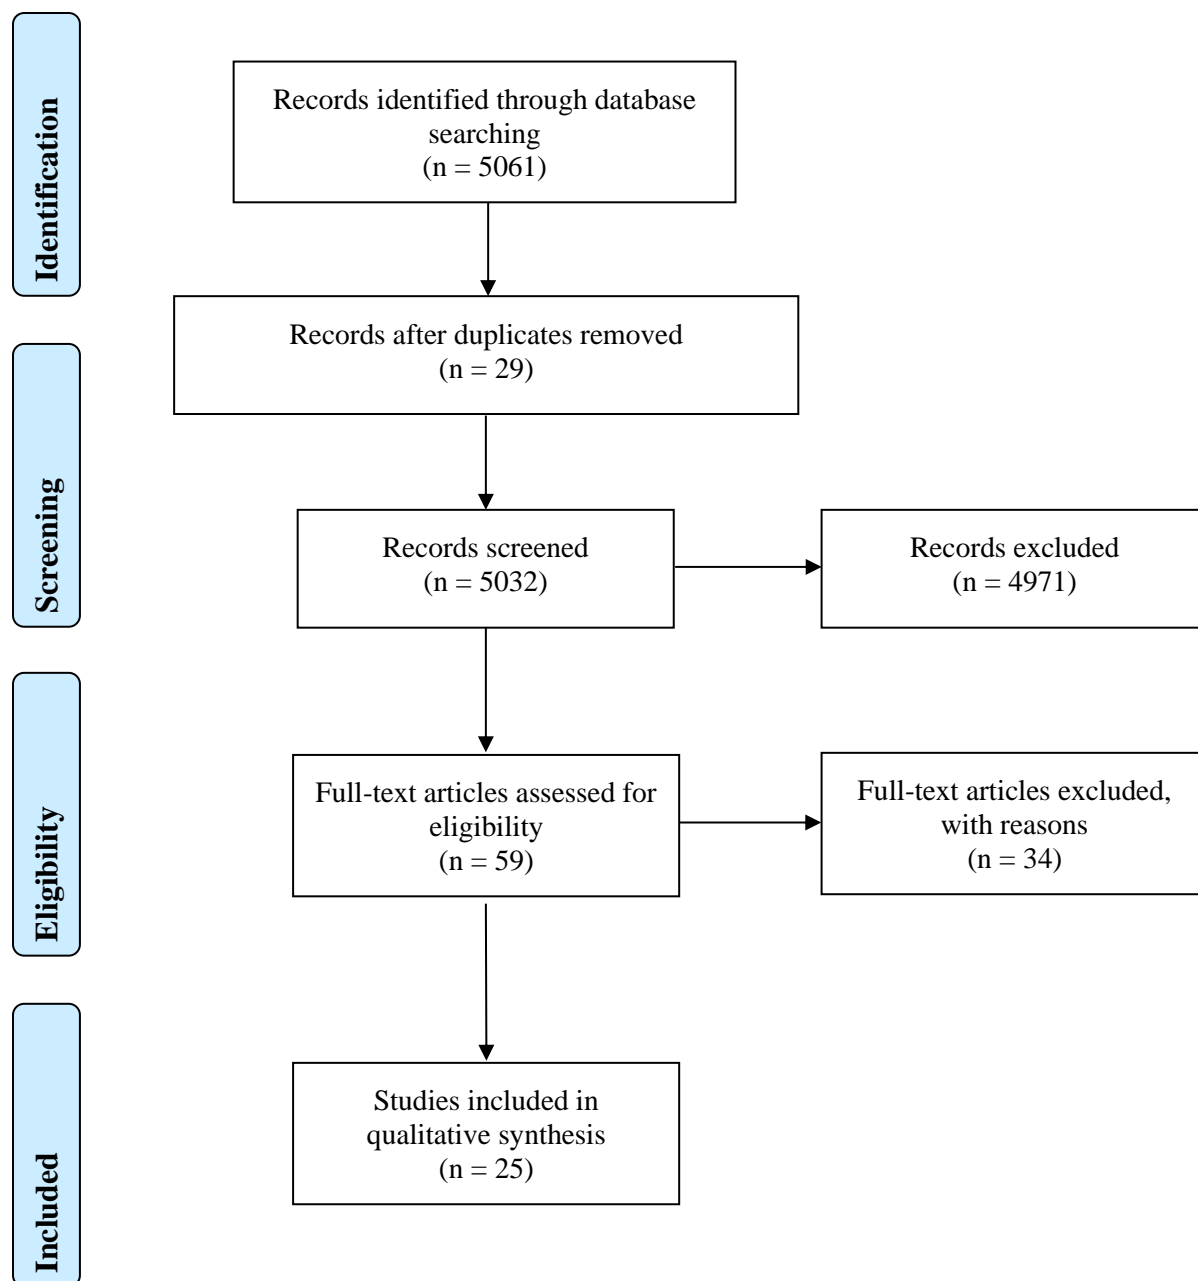 Identification
Records identified through database
searching
(n = 5061)
Records after duplicates removed
(n = 29)
Screening
Records screened
(n = 5032)
Records excluded
(n = 4971)
Eligibility
Full-text articles assessed for
eligibility
(n = 59)
Full-text articles excluded,
with reasons
(n = 34)
Included
Studies included in
qualitative synthesis
(n = 25)